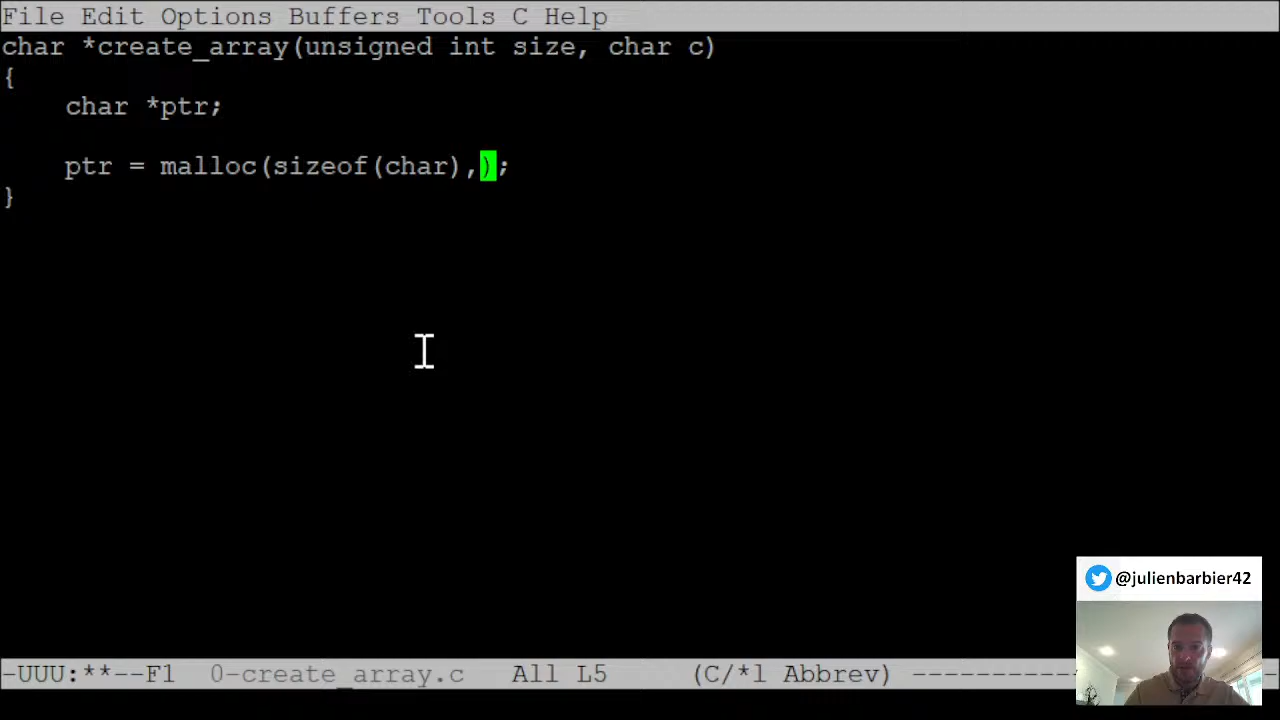 File Edit Options Buffers Tools C Help
char *create_array(unsigned int size, char c)
{
    char *ptr;
    ptr = malloc(sizeof(char),);
}
@julienbarbier42
-UUU:**--F1  0-create_array.c   All L5     (C/*l Abbrev) -----------